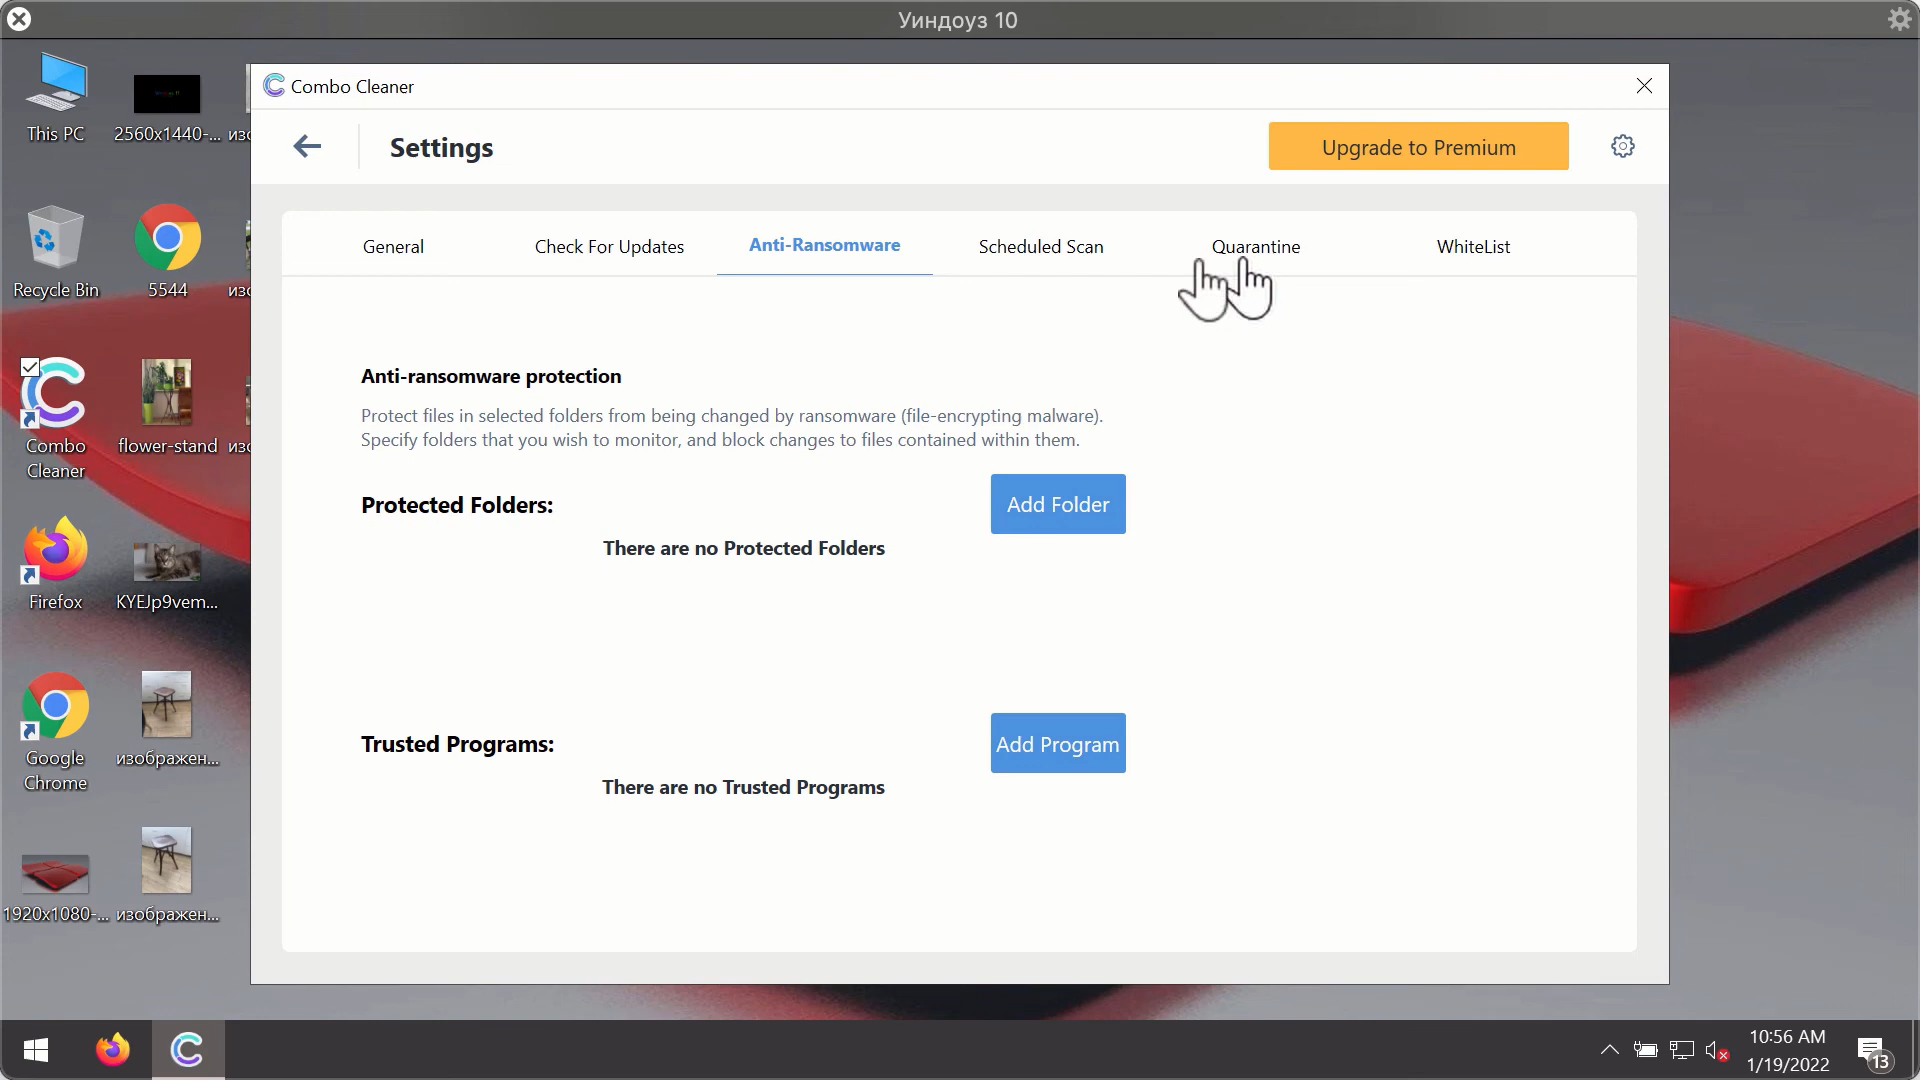 Уиндоуз 10
This PC
2560x1440-...
изо
Recycle Bin
5544
изо
Combo
Cleaner
flower-stand
изо
Firefox
KYEJp9vem...
Google
Chrome
изображен...
1920x1080-...
изображен...
Combo Cleaner
Settings
Upgrade to Premium
General
Check For Updates
Anti-Ransomware
Scheduled Scan
Quarantine
WhiteList
Anti-ransomware protection
Protect files in selected folders from being changed by ransomware (file-encrypting malware).
Specify folders that you wish to monitor, and block changes to files contained within them.
Protected Folders:
Add Folder
There are no Protected Folders
Trusted Programs:
Add Program
There are no Trusted Programs
10:56 AM
1/19/2022
13